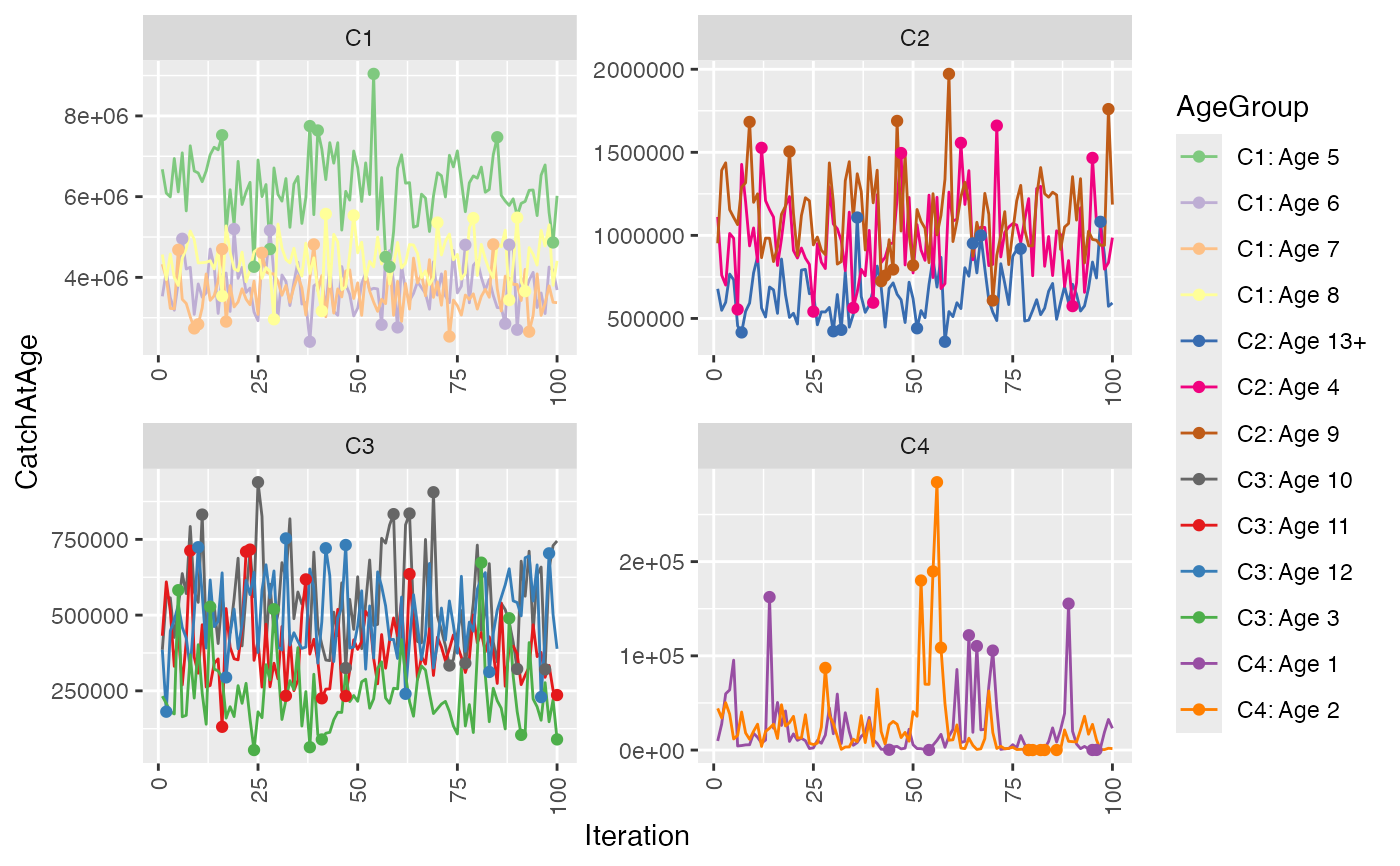 C1
C2
CatchAtAge
8e+06
6e+06
4e+06
2000000
1500000
1000000
500000
0
25
50
75
100
0
25
50
75
100
C3
C4
750000
500000
250000
2e+05
1e+05
0e+00
0
25
50
75
100
0
25
50
75
100
Iteration
AgeGroup
C1: Age 5
C1: Age 6
C1: Age 7
C1: Age 8
C2: Age 13+
C2: Age 4
C2: Age 9
C3: Age 10
C3: Age 11
C3: Age 12
C3: Age 3
C4: Age 1
C4: Age 2